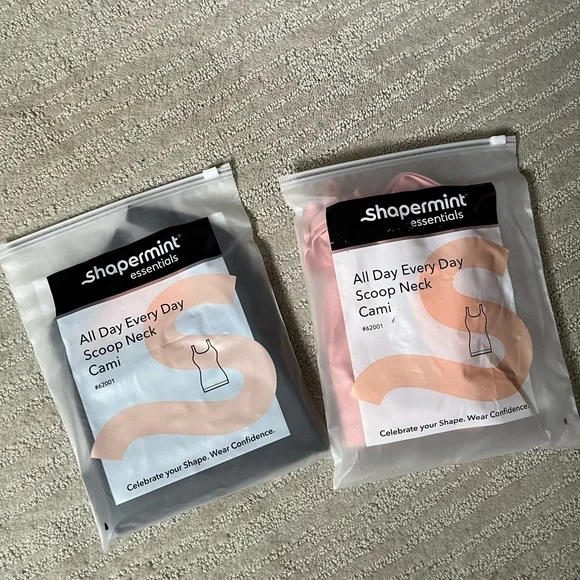 shapermint®
essentials
All Day Every Day
Scoop Neck
Cami
#62001
Celebrate your Shape. Wear Confidence.
shapermint
essentials
All Day Every Day
Scoop Neck
Cami
#62001
Celebrate your Shape. Wear Confidence.